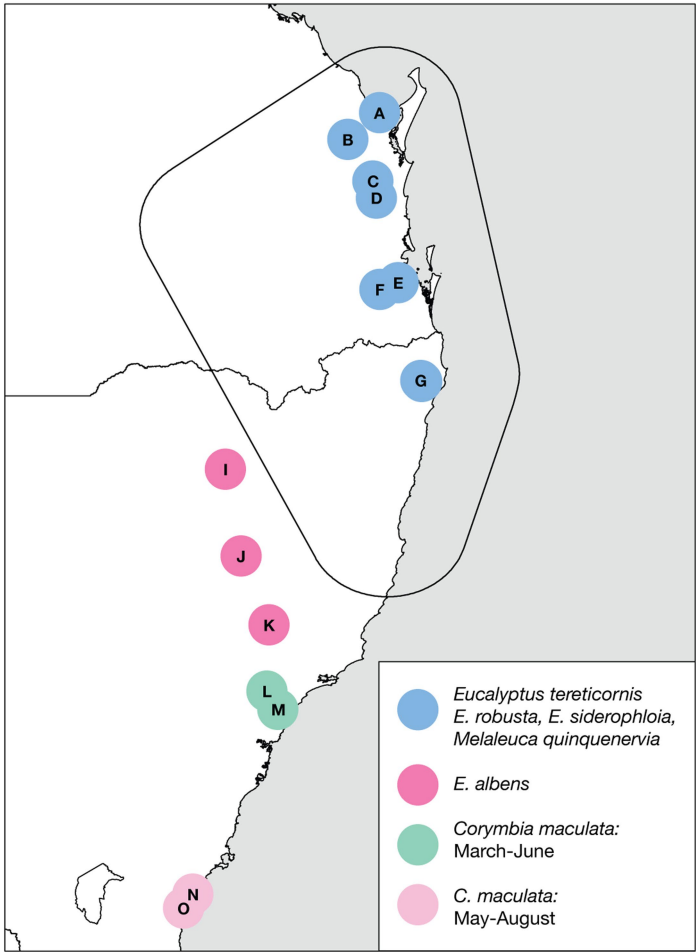 A
B
C
D
E
F
G
I
J
K
L
M
N
O
Eucalyptus tereticornis
E. robusta, E. siderophloia,
Melaleuca quinquenervia
E. albens
Corymbia maculata:
March-June
C. maculata:
May-August